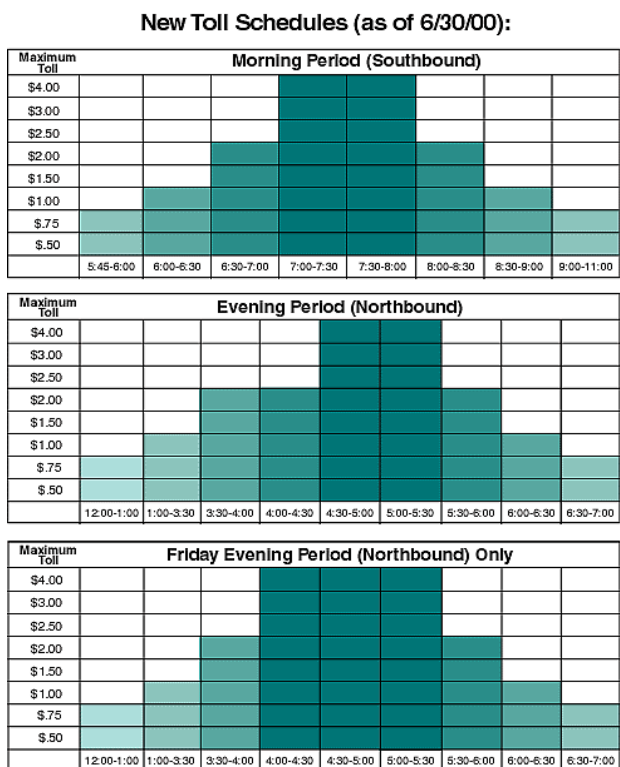 New Toll Schedules (as of 6/30/00):
Maximum Toll
Morning Period (Southbound)
$4.00
$3.00
$2.50
$2.00
$1.50
$1.00
$.75
$.50
5:45-6:00 6:00-6:30 6:30-7:00 7:00-7:30 7:30-8:00 8:00-8:30 8:30-9:00 9:00-11:00
Maximum Toll
Evening Period (Northbound)
$4.00
$3.00
$2.50
$2.00
$1.50
$1.00
$.75
$.50
12:00-1:00 1:00-3:30 3:30-4:00 4:00-4:30 4:30-5:00 5:00-5:30 5:30-6:00 6:00-6:30 6:30-7:00
Maximum Toll
Friday Evening Period (Northbound) Only
$4.00
$3.00
$2.50
$2.00
$1.50
$1.00
$.75
$.50
12:00-1:00 1:00-3:30 3:30-4:00 4:00-4:30 4:30-5:00 5:00-5:30 5:30-6:00 6:00-6:30 6:30-7:00